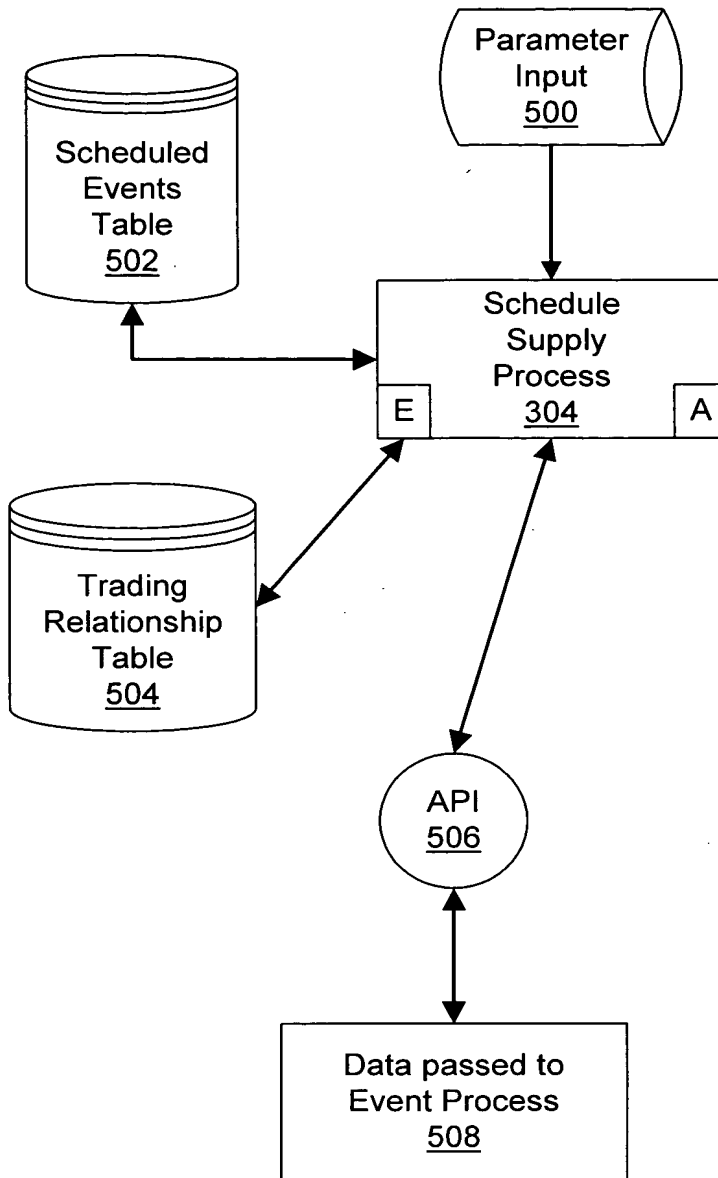 Parameter
Input
500
Scheduled
Events
Table
502
Schedule
Supply
Process
304
E
A
Trading
Relationship
Table
504
API
506
Data passed to
Event Process
508